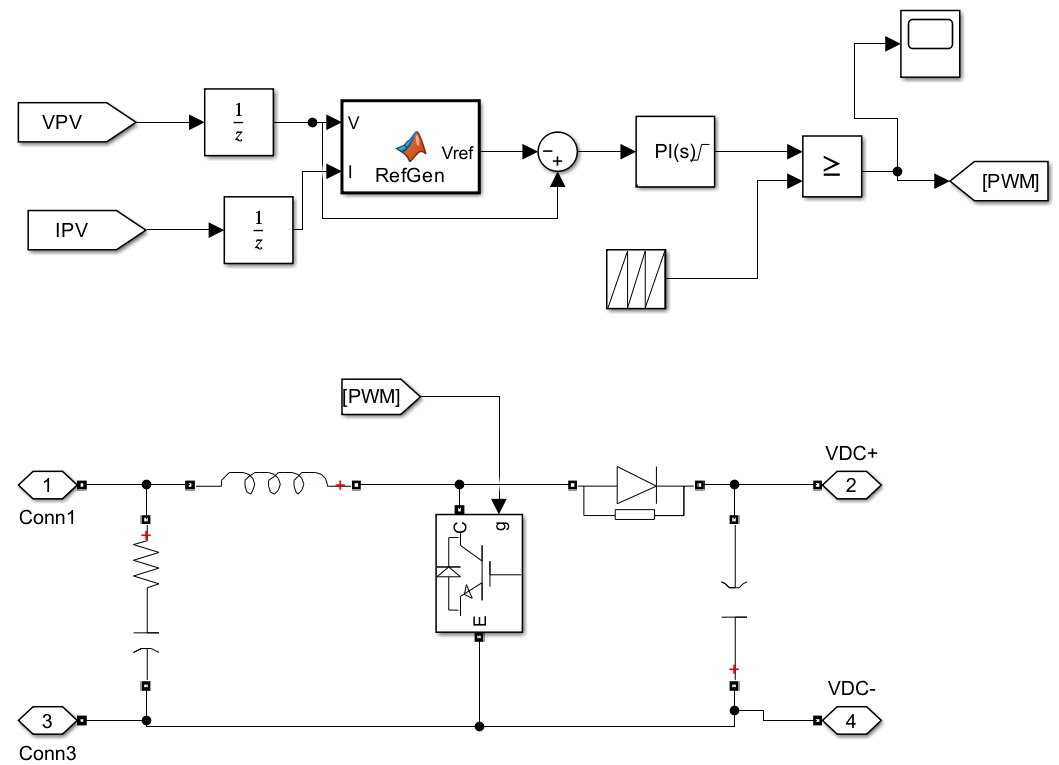 VPV
1
z
V
I
Vref
RefGen
−
+
PI(s)
≥
[PWM]
IPV
1
z
[PWM]
VDC+
1
Conn1
+
2
+
C
g
E
+
VDC-
3
Conn3
4